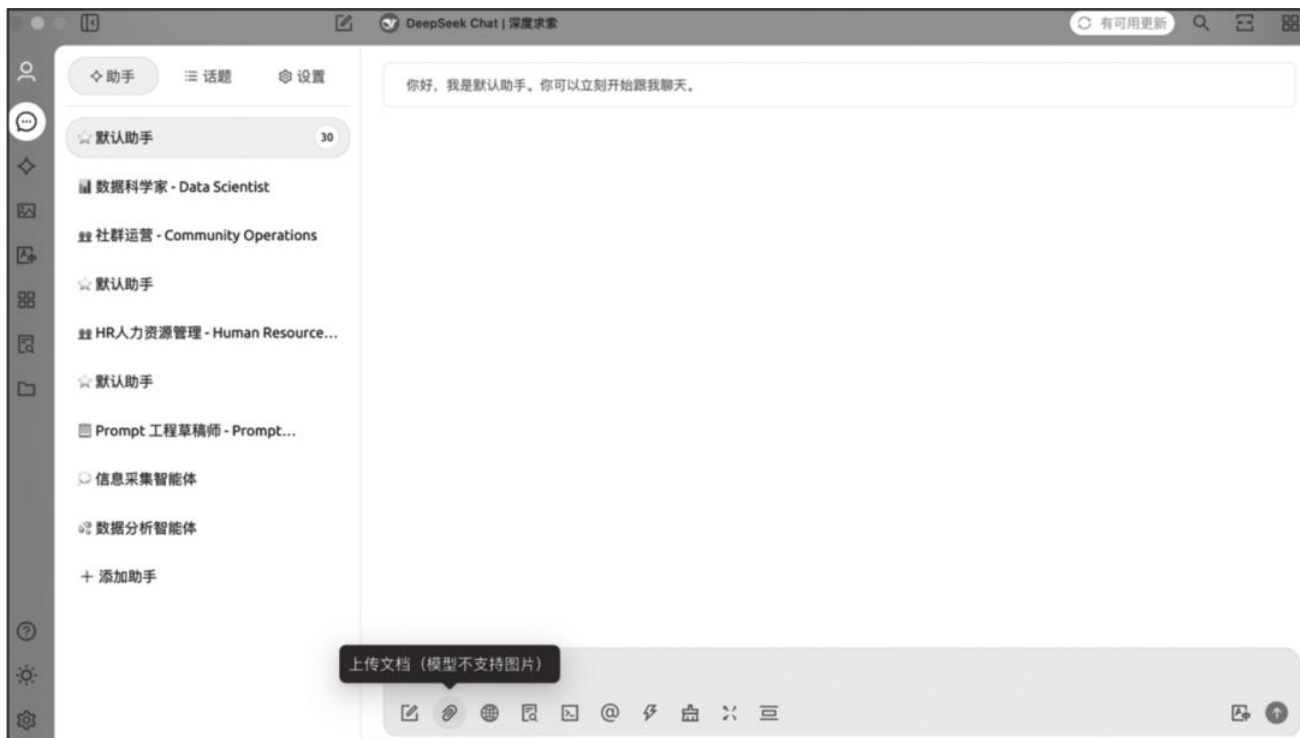 DeepSeek Chat | 深度求索
有可用更新
助手
话题
设置
你好，我是默认助手。你可以立刻开始跟我聊天。
默认助手
30
数据科学家 - Data Scientist
社群运营 - Community Operations
默认助手
HR人力资源管理 - Human Resource...
默认助手
Prompt 工程草稿师 - Prompt...
信息采集智能体
数据分析智能体
+ 添加助手
上传文档（模型不支持图片）